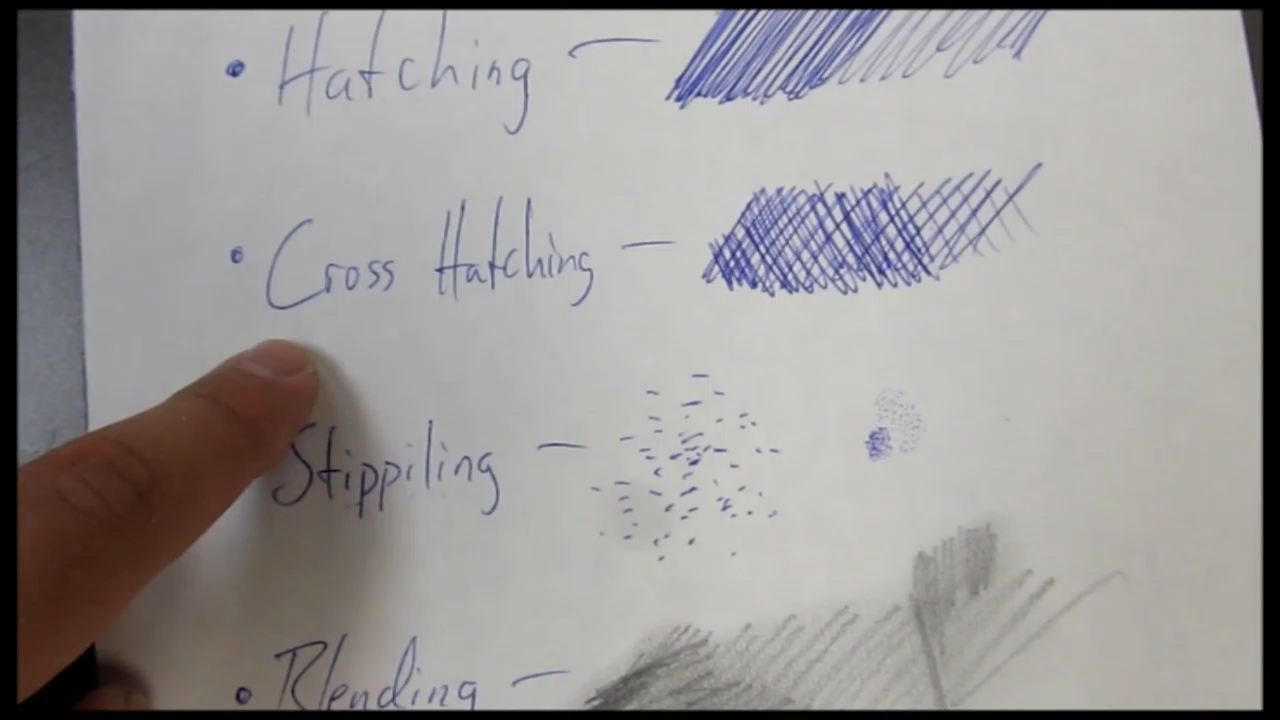 • Hatching —
• Cross Hatching —
Stippiling —
• Blending —